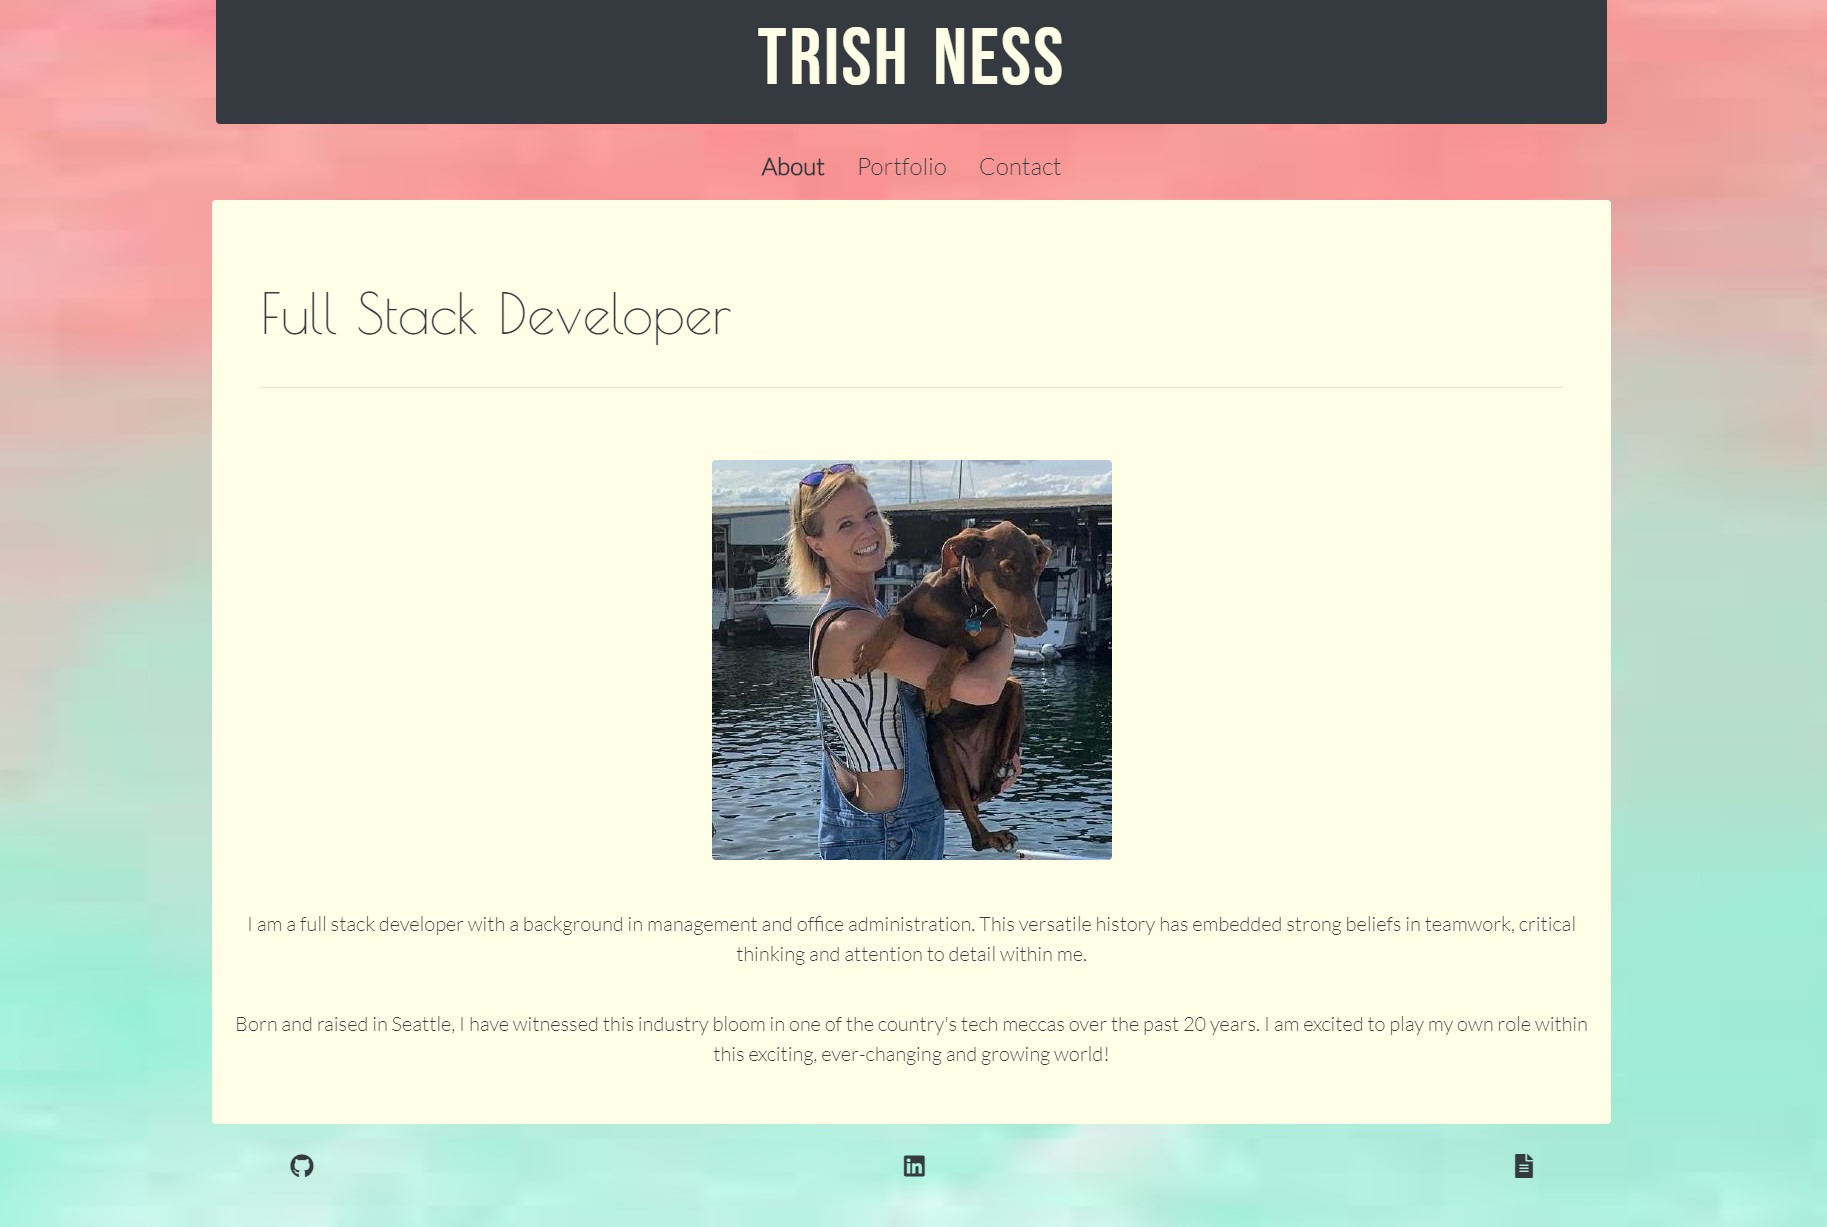 TRISH NESS
About Portfolio Contact
Full Stack Developer
I am a full stack developer with a background in management and office administration. This versatile history has embedded strong beliefs in teamwork, critical
thinking and attention to detail within me.
Born and raised in Seattle, I have witnessed this industry bloom in one of the country's tech meccas over the past 20 years. I am excited to play my own role within
this exciting, ever-changing and growing world!
in